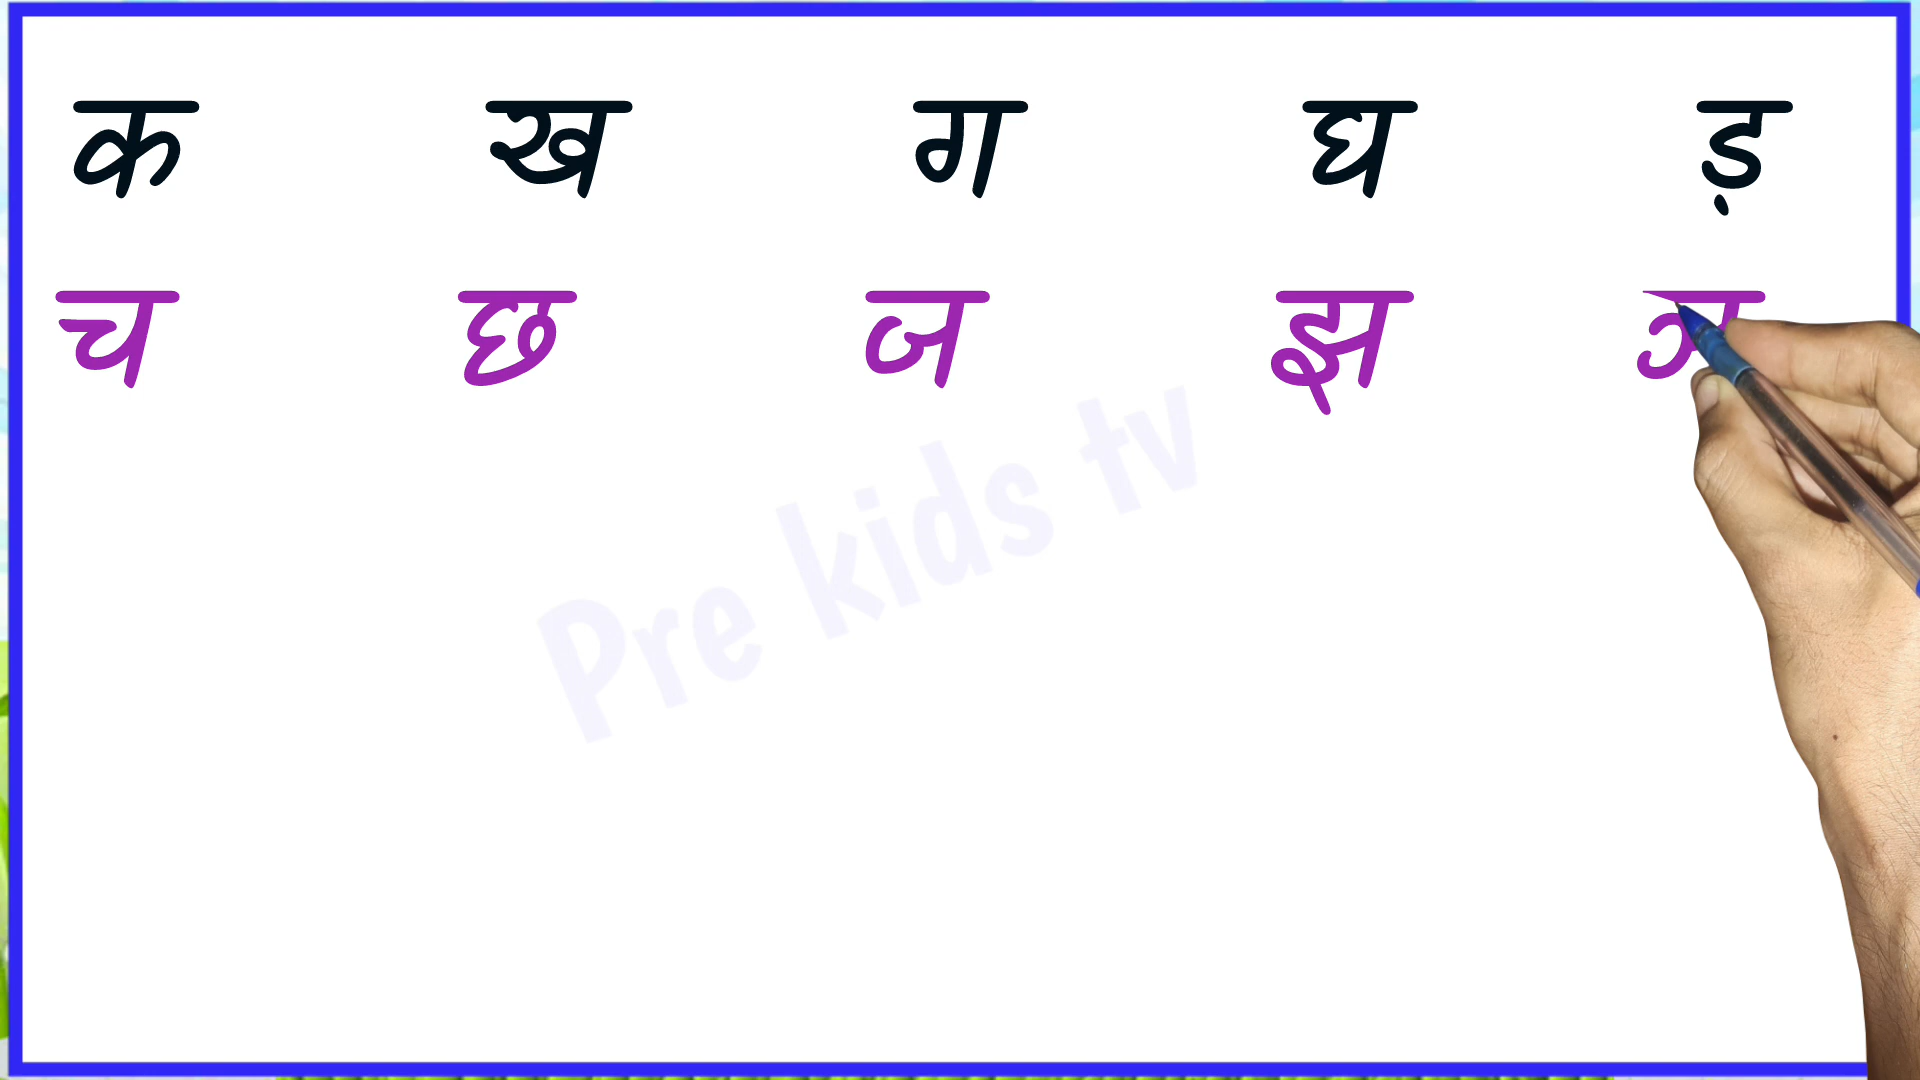 क ख ग घ ड़
च छ ज झ ञ
Pre kids tv